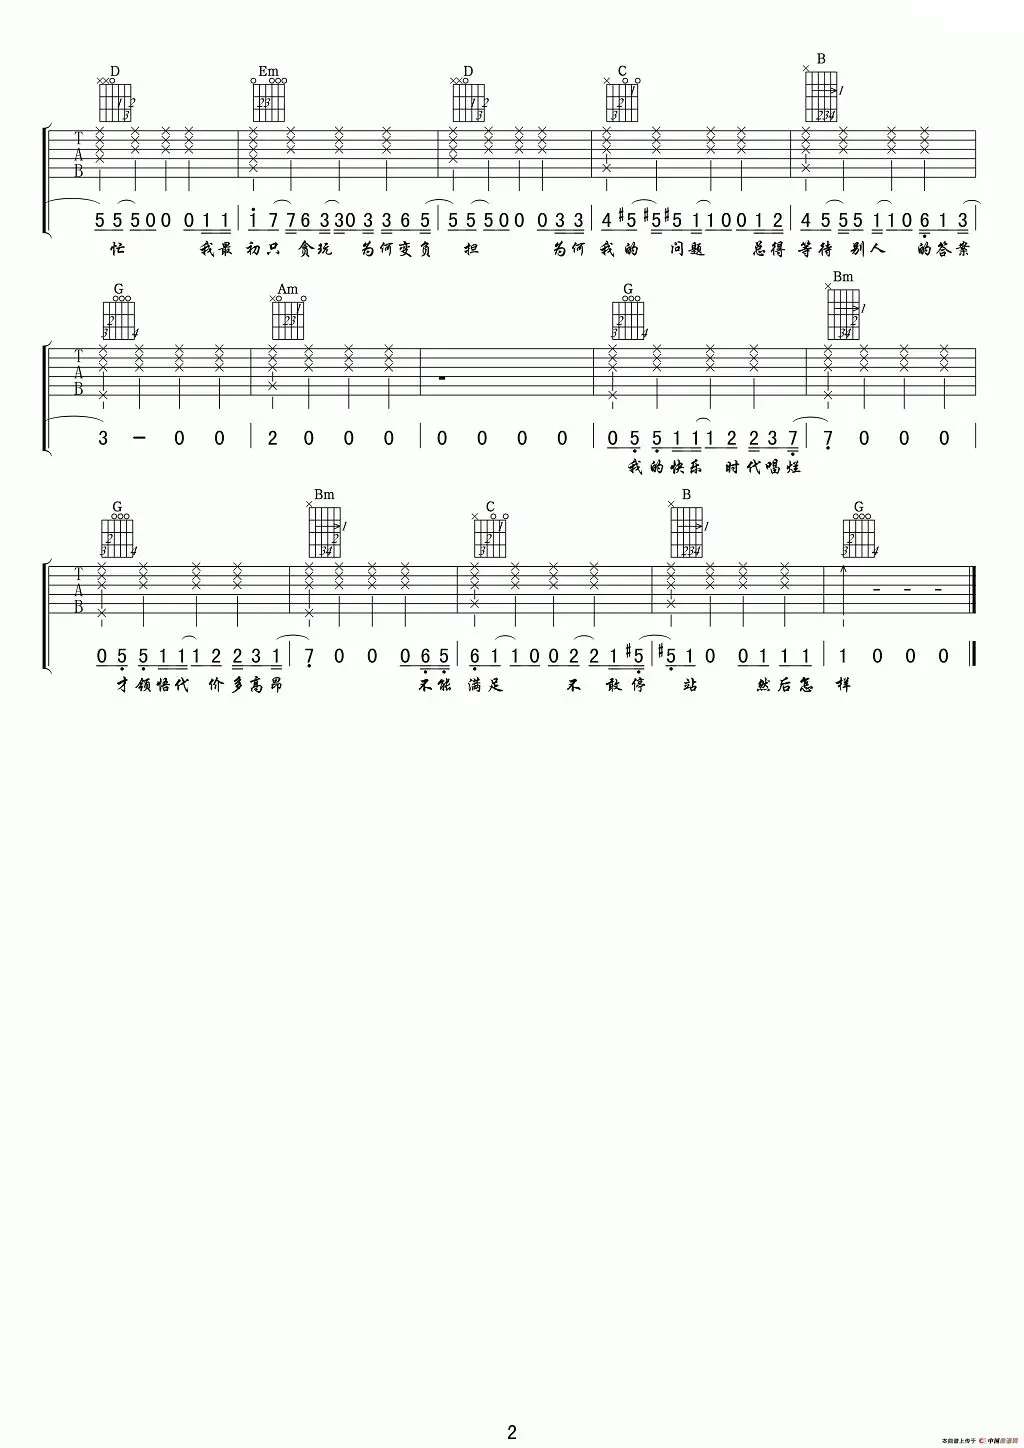 D Em D C B
T A B
5 5 5 5 0 0 0 1 1 | i 7 7 6 3 3 0 3 3 6 5 | 5 5 5 0 0 0 3 3 | 4 #5 #5 #5 1 1 0 0 1 2 | 4 5 5 5 1 1 0 6 1 3 |
忙 我最 初只 贪玩 为何变负 担 为何 我的 问题 总得 等待 别人 的答案
G Am G Bm
T A B
3 - 0 0 | 2 0 0 0 | 0 0 0 0 | 0 5 5 1 1 1 2 2 3 7 | 7 0 0 0
我的快乐 时代唱烂
G Bm C B G
T A B
0 5 5 1 1 1 2 2 3 1 | 7 0 0 0 6 5 | 6 1 1 0 0 2 2 1 #5 | #5 1 0 0 1 1 1 | 1 0 0 0
才领悟代 价多高昂 不能 满足 不 敢停 站 然后怎 样
2
本曲谱上传于 中国曲谱网